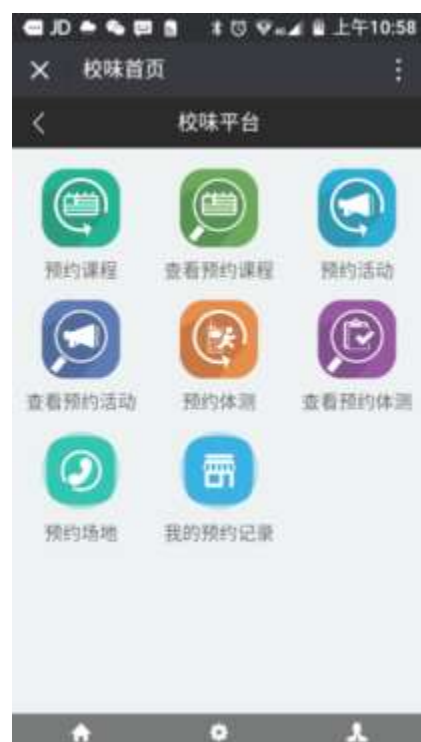 JD 上午10:58
校味首页
校味平台
预约课程 查看预约课程 预约活动
查看预约活动 预约体测 查看预约体测
预约场地 我的预约记录